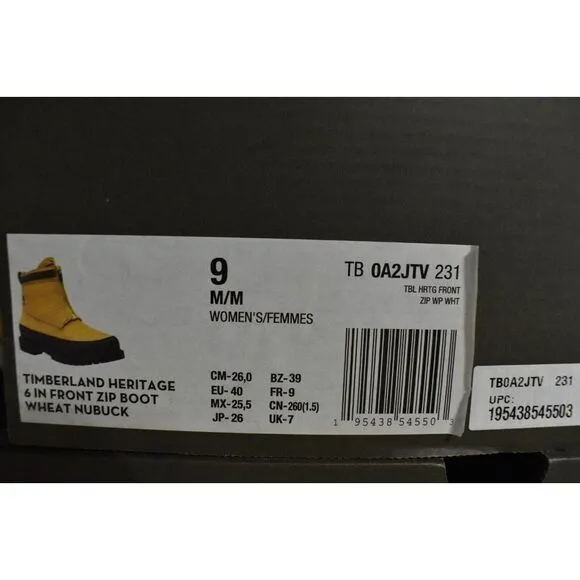 9
M/M
WOMEN'S/FEMMES
TB 0A2JTV 231
TBL HRTG FRONT
ZIP WP WHT
TIMBERLAND HERITAGE
6 IN FRONT ZIP BOOT
WHEAT NUBUCK
CM-26,0 BZ-39
EU- 40 FR-9
MX-25,5 CN-260(1.5)
JP-26 UK-7
1 95438 54550 3
TB0A2JTV 231
UPC:
195438545503